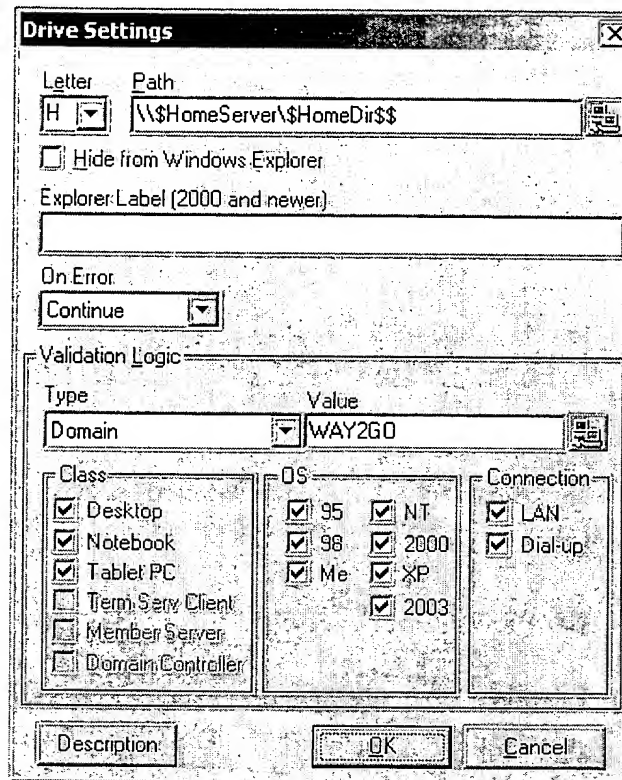 Drive Settings
Letter Path
H \\$HomeServer\$HomeDir$$
Hide from Windows Explorer
Explorer Label (2000 and newer)
On Error
Continue
Validation Logic
Type Value
Domain WAY2GO
Class OS Connection
Desktop 95 NT LAN
Notebook 98 2000 Dial-up
Tablet PC Me XP
Term Serv Client 2003
Member Server
Domain Controller
Description OK Cancel